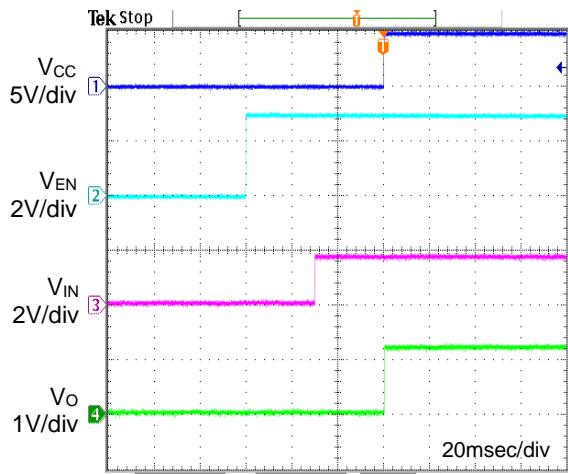 Tek Stop
T
T
VCC
5V/div
1
VEN
2V/div
2
VIN
2V/div
3
VO
1V/div
4
20msec/div